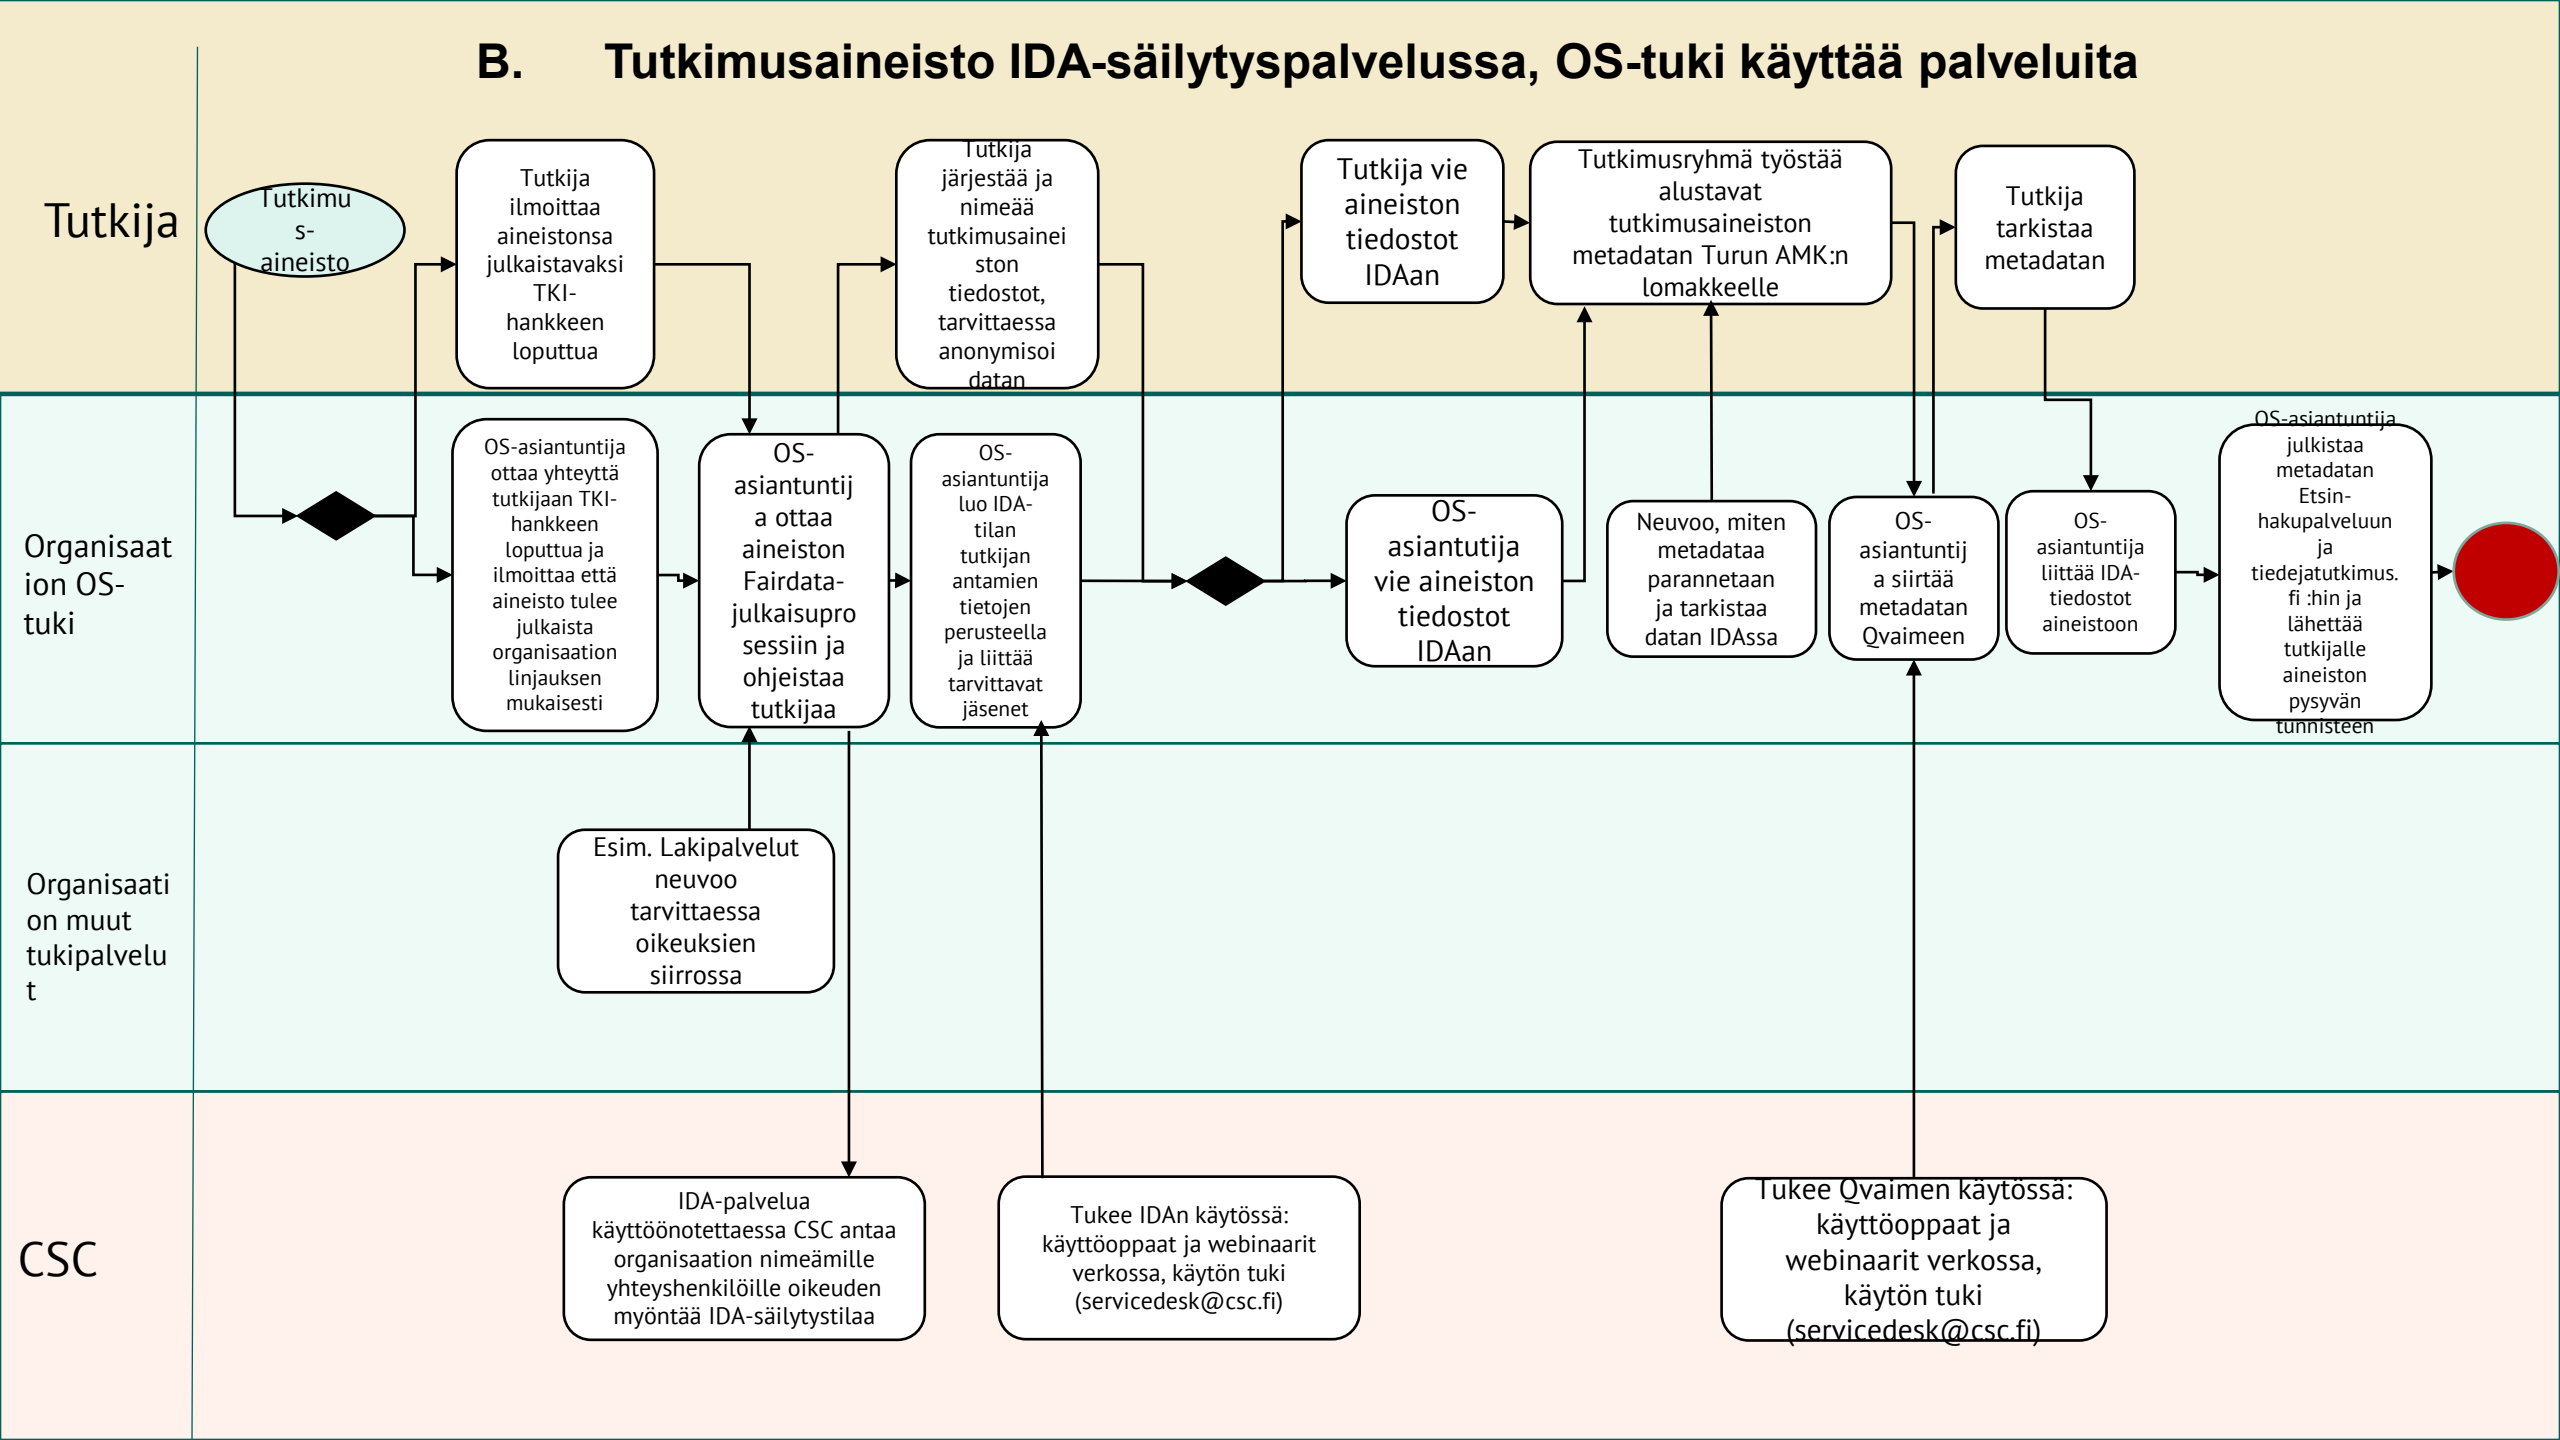 B. Tutkimusaineisto IDA-säilytyspalvelussa, OS-tuki käyttää palveluita
Tutkija
Tutkimu
s-
aineisto
Tutkija
ilmoittaa
aineistonsa
julkaistavaksi
TKI-
hankkeen
loputtua
Tutkija
järjestää ja
nimeää
tutkimusainei
ston
tiedostot,
tarvittaessa
anonymisoi
datan
Tutkija vie
aineiston
tiedostot
IDAan
Tutkimusryhmä työstää
alustavat
tutkimusaineiston
metadatan Turun AMK:n
lomakkeelle
Tutkija
tarkistaa
metadatan
Organisaat
ion OS-
tuki
OS-asiantuntija
ottaa yhteyttä
tutkijaan TKI-
hankkeen
loputtua ja
ilmoittaa että
aineisto tulee
julkaista
organisaation
linjauksen
mukaisesti
OS-
asiantuntij
a ottaa
aineiston
Fairdata-
julkaisupro
sessiin ja
ohjeistaa
tutkijaa
OS-
asiantuntija
luo IDA-
tilan
tutkijan
antamien
tietojen
perusteella
ja liittää
tarvittavat
jäsenet
OS-
asiantutija
vie aineiston
tiedostot
IDAan
Neuvoo, miten
metadataa
parannetaan
ja tarkistaa
datan IDAssa
OS-
asiantuntij
a siirtää
metadatan
Qvaimeen
OS-
asiantuntija
liittää IDA-
tiedostot
aineistoon
OS-asiantuntija
julkistaa
metadatan
Etsin-
hakupalveluun
ja
tiedejatutkimus.
fi :hin ja
lähettää
tutkijalle
aineiston
pysyvän
tunnisteen
Organisaati
on muut
tukipalvelu
t
Esim. Lakipalvelut
neuvoo
tarvittaessa
oikeuksien
siirrossa
CSC
IDA-palvelua
käyttöönotettaessa CSC antaa
organisaation nimeämille
yhteyshenkilöille oikeuden
myöntää IDA-säilytystilaa
Tukee IDAn käytössä:
käyttöoppaat ja webinaarit
verkossa, käytön tuki
(servicedesk@csc.fi)
Tukee Qvaimen käytössä:
käyttöoppaat ja
webinaarit verkossa,
käytön tuki
(servicedesk@csc.fi)